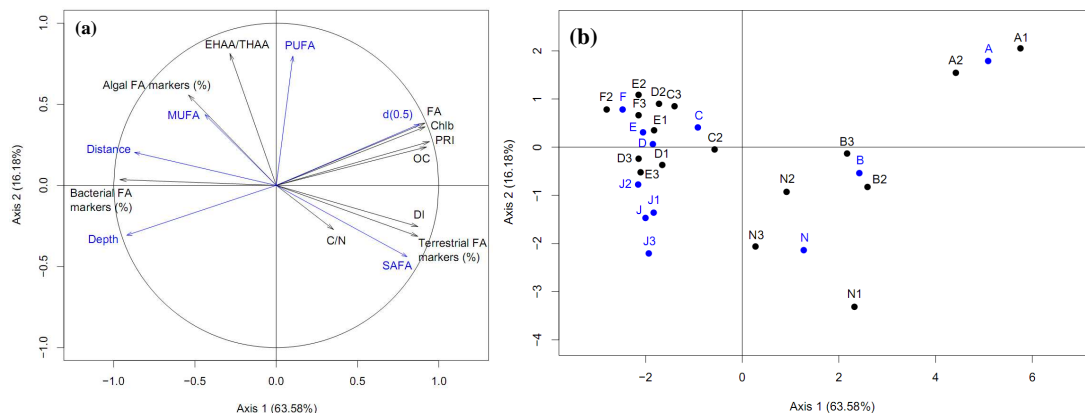 (a)
1.0
0.5
0.0
−0.5
−1.0
Axis 2 (16.18%)
EHAA/THAA
PUFA
Algal FA markers (%)
MUFA
d(0.5)
FA
Chlb
PRI
OC
Distance
Bacterial FA
markers (%)
Depth
DI
C/N
Terrestrial FA
markers (%)
SAFA
−1.0
−0.5
0.0
0.5
1.0
Axis 1 (63.58%)
(b)
2
1
0
−1
−2
−3
−4
Axis 2 (16.18%)
A1
A
A2
E2
D2
C3
F2
F
F3
E
E1
C
D
C2
B3
D3
D1
E3
B
B2
J2
N2
J1
J
N3
N
J3
N1
−2
0
2
4
6
Axis 1 (63.58%)